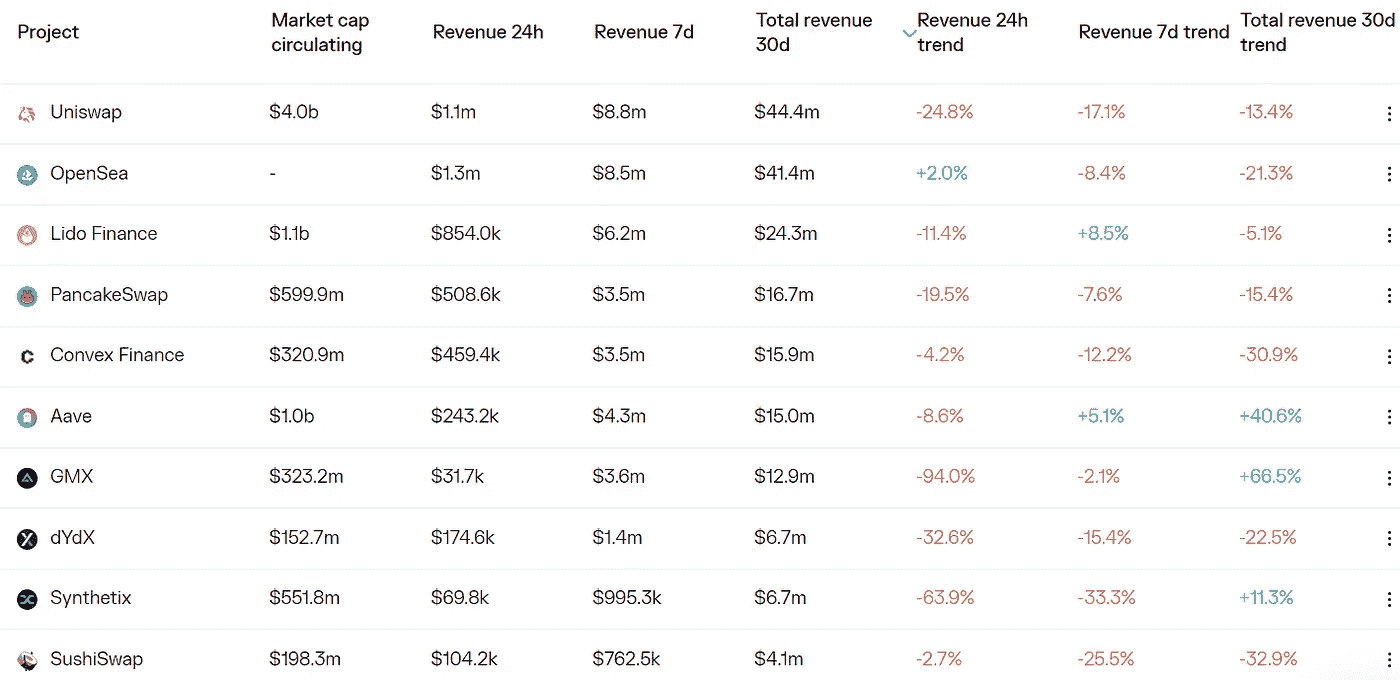 Project Market cap circulating Revenue 24h Revenue 7d Total revenue 30d Revenue 24h trend Revenue 7d trend Total revenue 30d trend
Uniswap $4.0b $1.1m $8.8m $44.4m -24.8% -17.1% -13.4%
OpenSea - $1.3m $8.5m $41.4m +2.0% -8.4% -21.3%
Lido Finance $1.1b $854.0k $6.2m $24.3m -11.4% +8.5% -5.1%
PancakeSwap $599.9m $508.6k $3.5m $16.7m -19.5% -7.6% -15.4%
Convex Finance $320.9m $459.4k $3.5m $15.9m -4.2% -12.2% -30.9%
Aave $1.0b $243.2k $4.3m $15.0m -8.6% +5.1% +40.6%
GMX $323.2m $31.7k $3.6m $12.9m -94.0% -2.1% +66.5%
dYdX $152.7m $174.6k $1.4m $6.7m -32.6% -15.4% -22.5%
Synthetix $551.8m $69.8k $995.3k $6.7m -63.9% -33.3% +11.3%
SushiSwap $198.3m $104.2k $762.5k $4.1m -2.7% -25.5% -32.9%